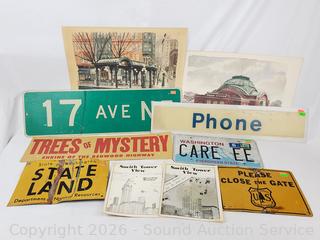 17 AVE N
Phone
TREES OF MYSTERY
SHRINE OF THE REDWOOD HIGHWAY
WASHINGTON
CARE EE
STATE
LAND
Department of Natural Resources
Smith Tower
View
Smith Tower
View
PLEASE
CLOSE THE GATE
© 2026 - Sound Auction Service